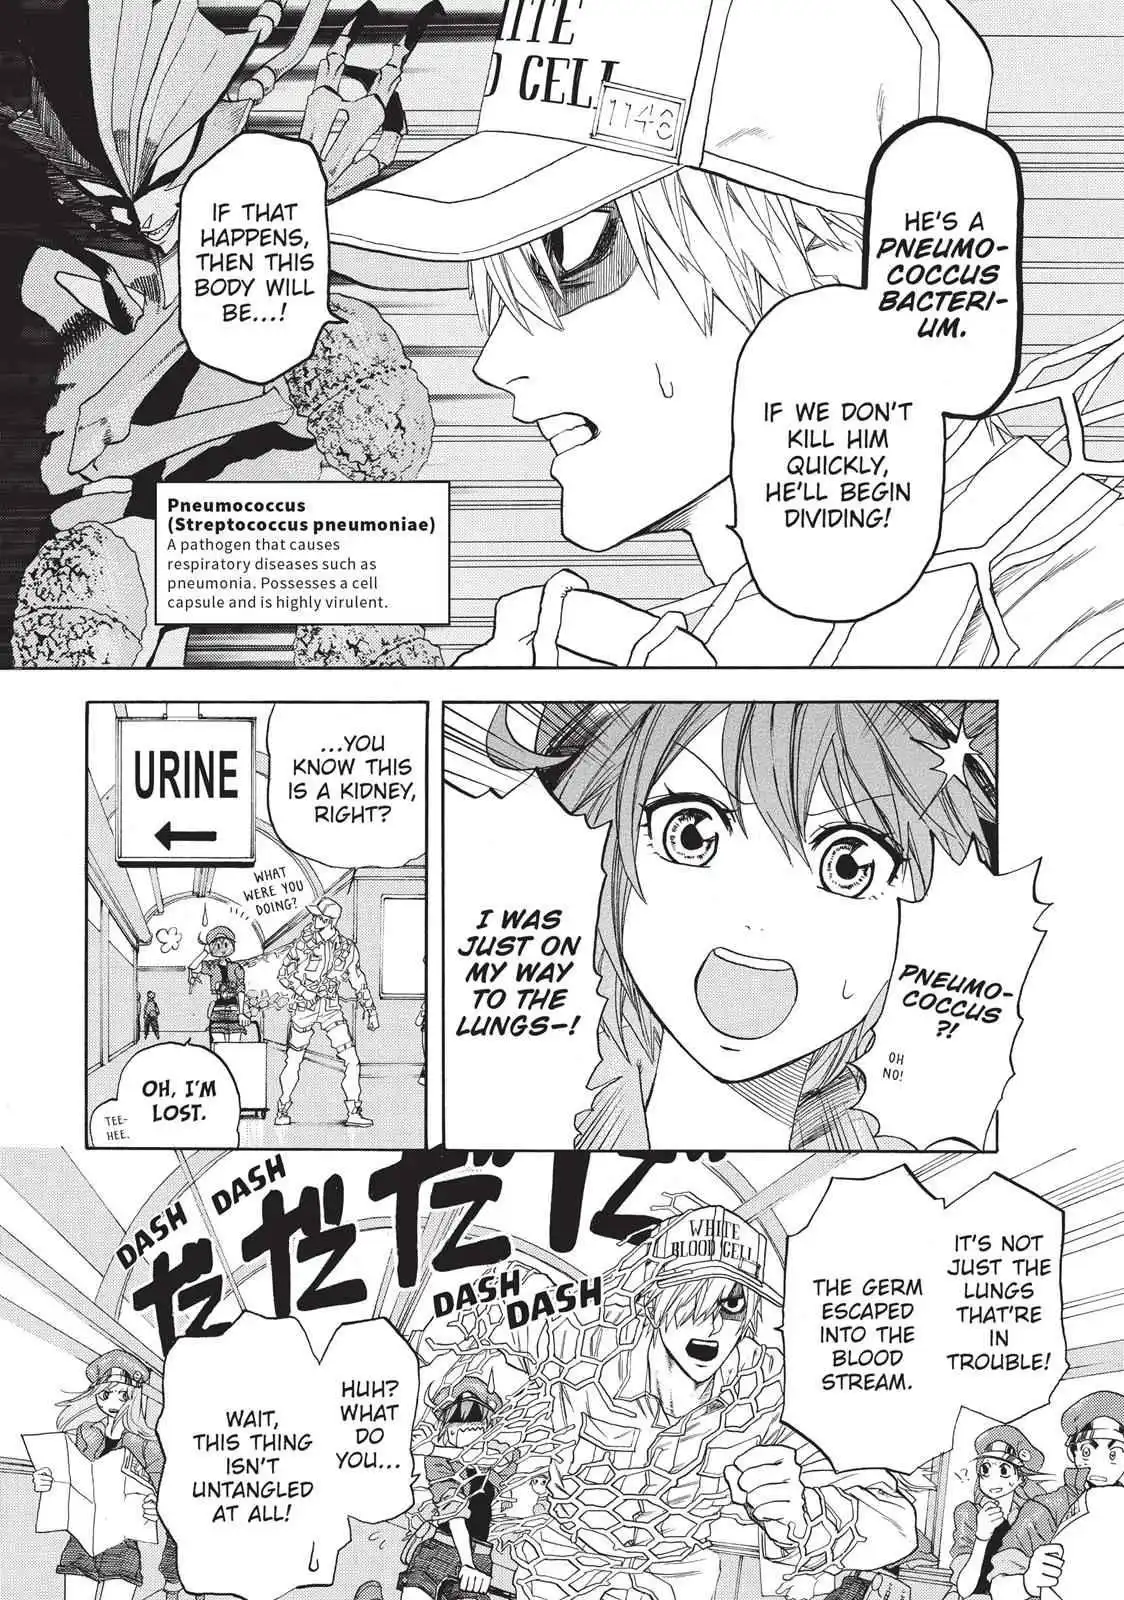 WHITE
BLOOD CELL
1146
HE'S A
PNEUMO-
COCCUS
BACTERI-
UM.
IF WE DON'T
KILL HIM
QUICKLY,
HE'LL BEGIN
DIVIDING!
IF THAT
HAPPENS,
THEN THIS
BODY WILL
BE...!
Pneumococcus
(Streptococcus pneumoniae)
A pathogen that causes
respiratory diseases such as
pneumonia. Possesses a cell
capsule and is highly virulent.
PNEUMO-
COCCUS
?!
OH
NO!
I WAS
JUST ON
MY WAY
TO THE
LUNGS—!
...YOU
KNOW THIS
IS A KIDNEY,
RIGHT?
URINE
←
WHAT
WERE YOU
DOING?
OH, I'M
LOST.
TEE-
HEE.
IT'S NOT
JUST THE
LUNGS
THAT'RE
IN
TROUBLE!
THE GERM
ESCAPED
INTO THE
BLOOD
STREAM.
WHITE
BLOOD CELL
DASH
DASH
DASH
DASH
だだだだ
HUH?
WHAT
DO
YOU...
WAIT,
THIS THING
ISN'T
UNTANGLED
AT ALL!
!?